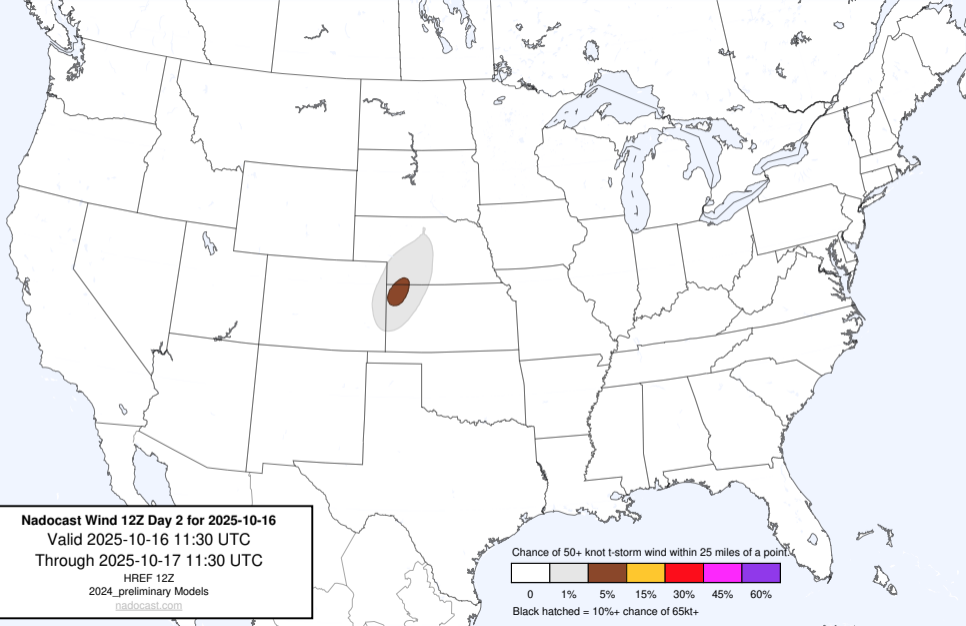 Nadocast Wind 12Z Day 2 for 2025-10-16
Valid 2025-10-16 11:30 UTC
Through 2025-10-17 11:30 UTC
HREF 12Z
2024_preliminary Models
nadocast.com
Chance of 50+ knot t-storm wind within 25 miles of a point.
0 1% 5% 15% 30% 45% 60%
Black hatched = 10%+ chance of 65kt+